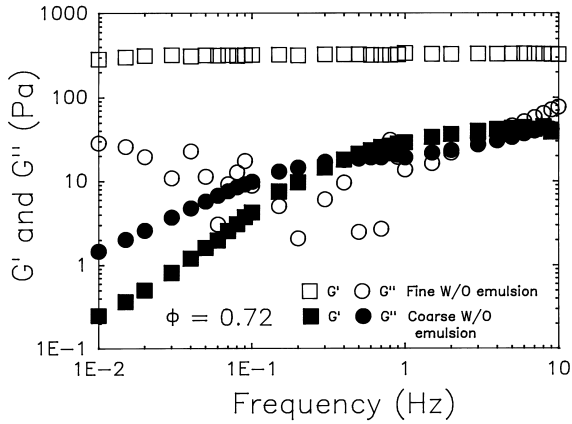 1000
100
10
1
1E-1
G' and G" (Pa)
□ G' ○ G" Fine W/O emulsion
■ G' ● G" Coarse W/O
emulsion
ϕ = 0.72
1E-2 1E-1 1 10
Frequency (Hz)